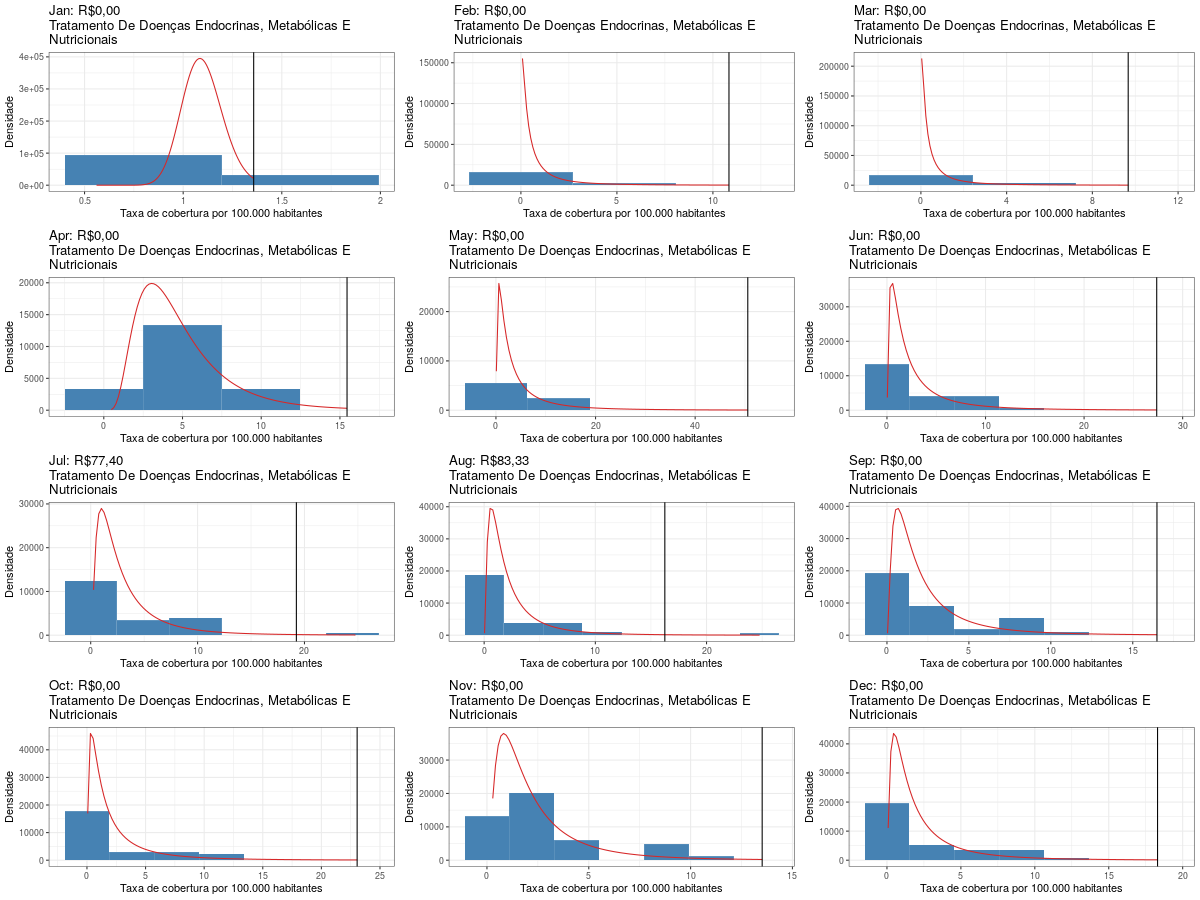 Jan: R$0,00
Tratamento De Doenças Endocrinas, Metabólicas E
Nutricionais
Densidade
4e+05
3e+05
2e+05
1e+05
0e+00
0.5 1 1.5 2
Taxa de cobertura por 100.000 habitantes
Feb: R$0,00
Tratamento De Doenças Endocrinas, Metabólicas E
Nutricionais
Densidade
150000
100000
50000
0
0 5 10
Taxa de cobertura por 100.000 habitantes
Mar: R$0,00
Tratamento De Doenças Endocrinas, Metabólicas E
Nutricionais
Densidade
200000
150000
100000
50000
0
0 4 8 12
Taxa de cobertura por 100.000 habitantes
Apr: R$0,00
Tratamento De Doenças Endocrinas, Metabólicas E
Nutricionais
Densidade
20000
15000
10000
5000
0
0 5 10 15
Taxa de cobertura por 100.000 habitantes
May: R$0,00
Tratamento De Doenças Endocrinas, Metabólicas E
Nutricionais
Densidade
20000
10000
0
0 20 40
Taxa de cobertura por 100.000 habitantes
Jun: R$0,00
Tratamento De Doenças Endocrinas, Metabólicas E
Nutricionais
Densidade
30000
20000
10000
0
0 10 20 30
Taxa de cobertura por 100.000 habitantes
Jul: R$77,40
Tratamento De Doenças Endocrinas, Metabólicas E
Nutricionais
Densidade
30000
20000
10000
0
0 10 20
Taxa de cobertura por 100.000 habitantes
Aug: R$83,33
Tratamento De Doenças Endocrinas, Metabólicas E
Nutricionais
Densidade
40000
30000
20000
10000
0
0 10 20
Taxa de cobertura por 100.000 habitantes
Sep: R$0,00
Tratamento De Doenças Endocrinas, Metabólicas E
Nutricionais
Densidade
40000
30000
20000
10000
0
0 5 10 15
Taxa de cobertura por 100.000 habitantes
Oct: R$0,00
Tratamento De Doenças Endocrinas, Metabólicas E
Nutricionais
Densidade
40000
30000
20000
10000
0
0 5 10 15 20 25
Taxa de cobertura por 100.000 habitantes
Nov: R$0,00
Tratamento De Doenças Endocrinas, Metabólicas E
Nutricionais
Densidade
30000
20000
10000
0
0 5 10 15
Taxa de cobertura por 100.000 habitantes
Dec: R$0,00
Tratamento De Doenças Endocrinas, Metabólicas E
Nutricionais
Densidade
40000
30000
20000
10000
0
0 5 10 15 20
Taxa de cobertura por 100.000 habitantes